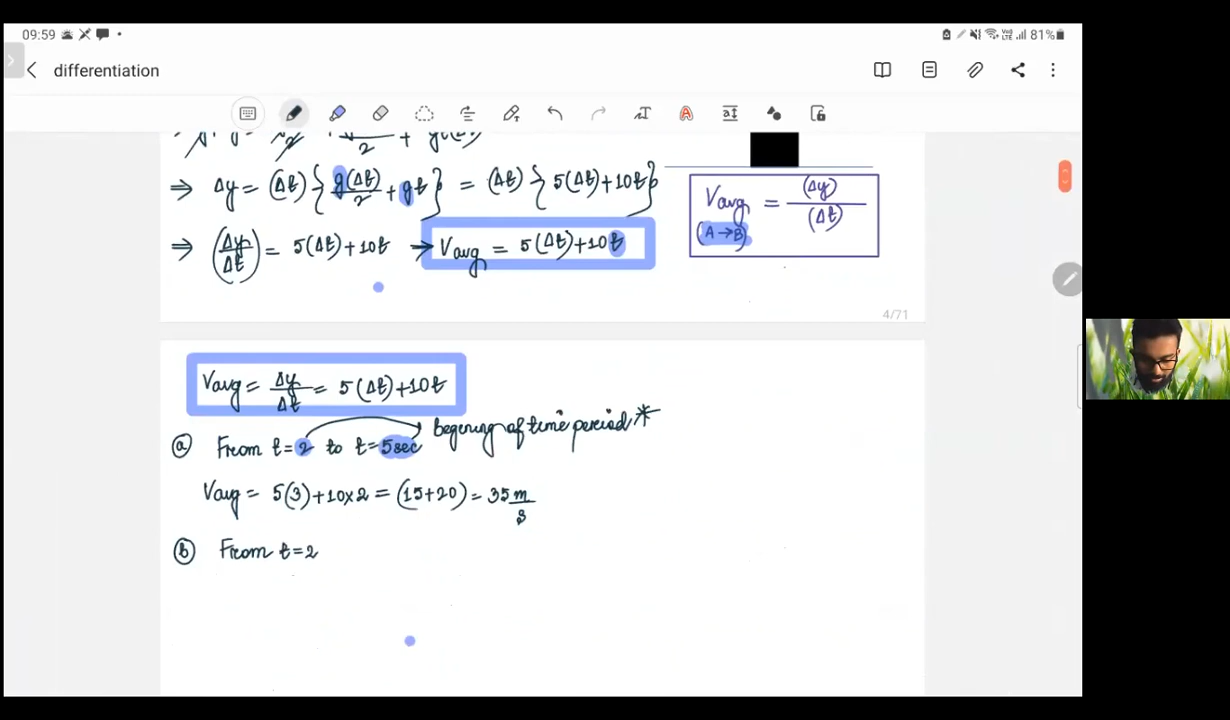 09:59 81%
differentiation
⇒ Δy = (Δt) { g(Δt)/2 + gt } = (Δt) { 5(Δt)+10t }
Vavg = (Δy)/(Δt)
(A→B)
⇒ (Δy/Δt) = 5(Δt)+10t → Vavg = 5(Δt)+10t
4/71
Vavg = Δy/Δt = 5(Δt)+10t
begening of time period *
(a) From t=2 to t=5sec
Vavg = 5(3)+10×2 = (15+20) = 35 m/s
(b) From t=2